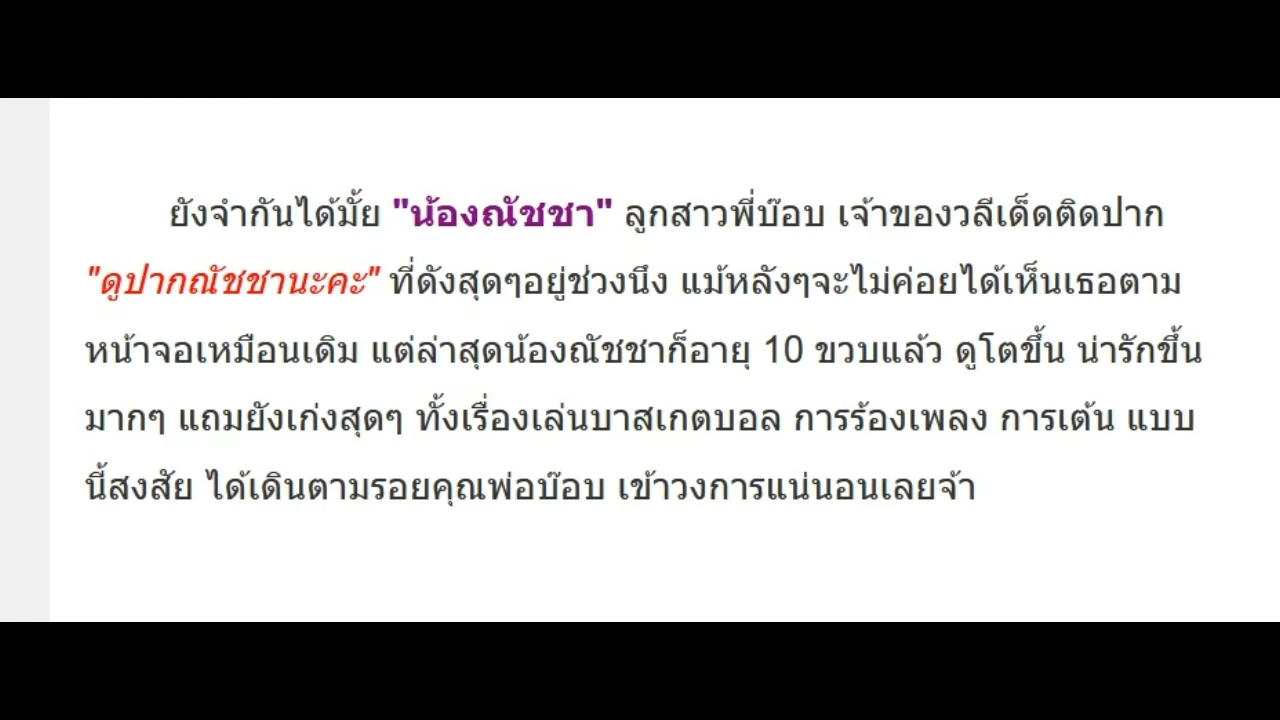 ยังจำกันได้มั้ย "น้องณัชชา" ลูกสาวพี่บ๊อบ เจ้าของวลีเด็ดติดปาก
"ดูปากณัชชานะคะ" ที่ดังสุดๆอยู่ช่วงนึง แม้หลังๆจะไม่ค่อยได้เห็นเธอตาม
หน้าจอเหมือนเดิม แต่ล่าสุดน้องณัชชาก็อายุ 10 ขวบแล้ว ดูโตขึ้น น่ารักขึ้น
มากๆ แถมยังเก่งสุดๆ ทั้งเรื่องเล่นบาสเกตบอล การร้องเพลง การเต้น แบบ
นี้สงสัย ได้เดินตามรอยคุณพ่อบ๊อบ เข้าวงการแน่นอนเลยจ้า